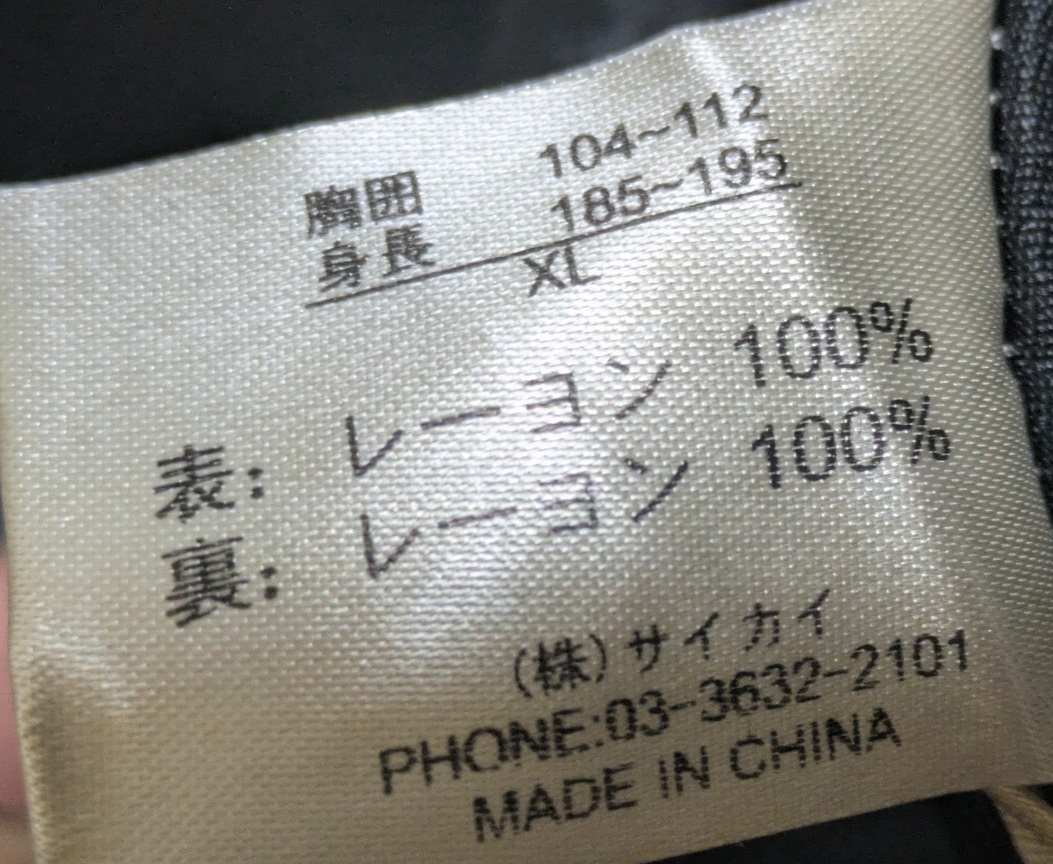 胸囲 104~112
身長 185~195
XL
表: レーヨン 100%
裏: レーヨン 100%
(株)サイカイ
PHONE:03-3632-2101
MADE IN CHINA